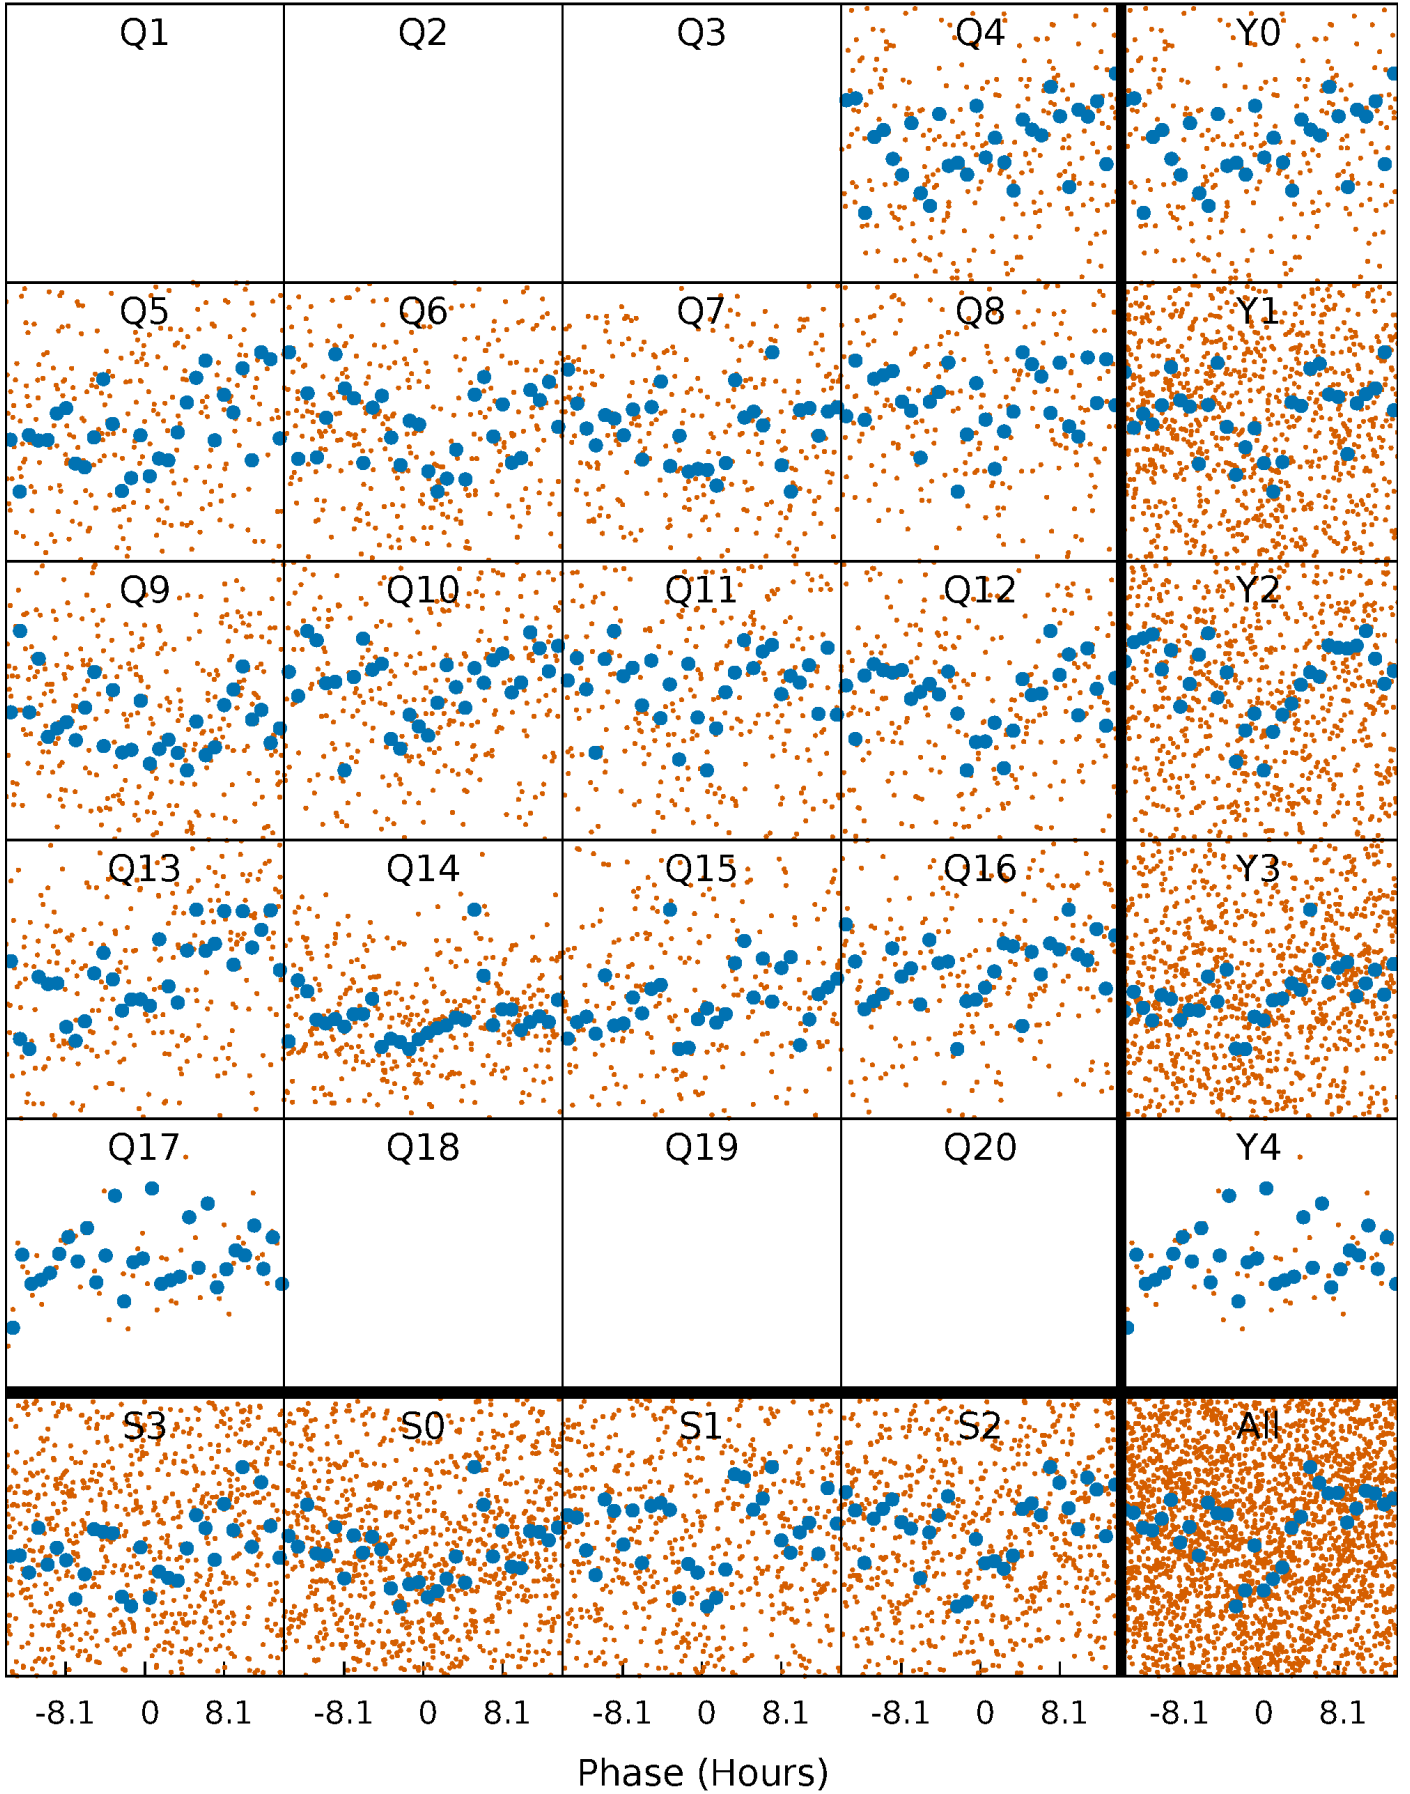 Q1 Q2 Q3 Q4 Y0
Q5 Q6 Q7 Q8 Y1
Q9 Q10 Q11 Q12 Y2
Q13 Q14 Q15 Q16 Y3
Q17 Q18 Q19 Q20 Y4
S3 S0 S1 S2 All
-8.1 0 8.1 -8.1 0 8.1 -8.1 0 8.1 -8.1 0 8.1 -8.1 0 8.1
Phase (Hours)